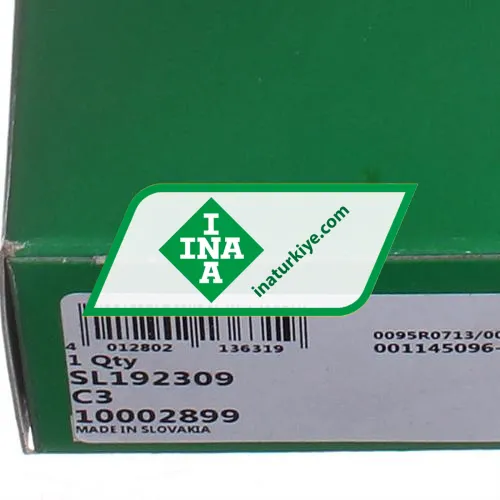 I
INA
A
inaturkiye.com
4 012802 136319
0095R0713/00
1 Qty
001145096-
SL192309
C3
10002899
MADE IN SLOVAKIA